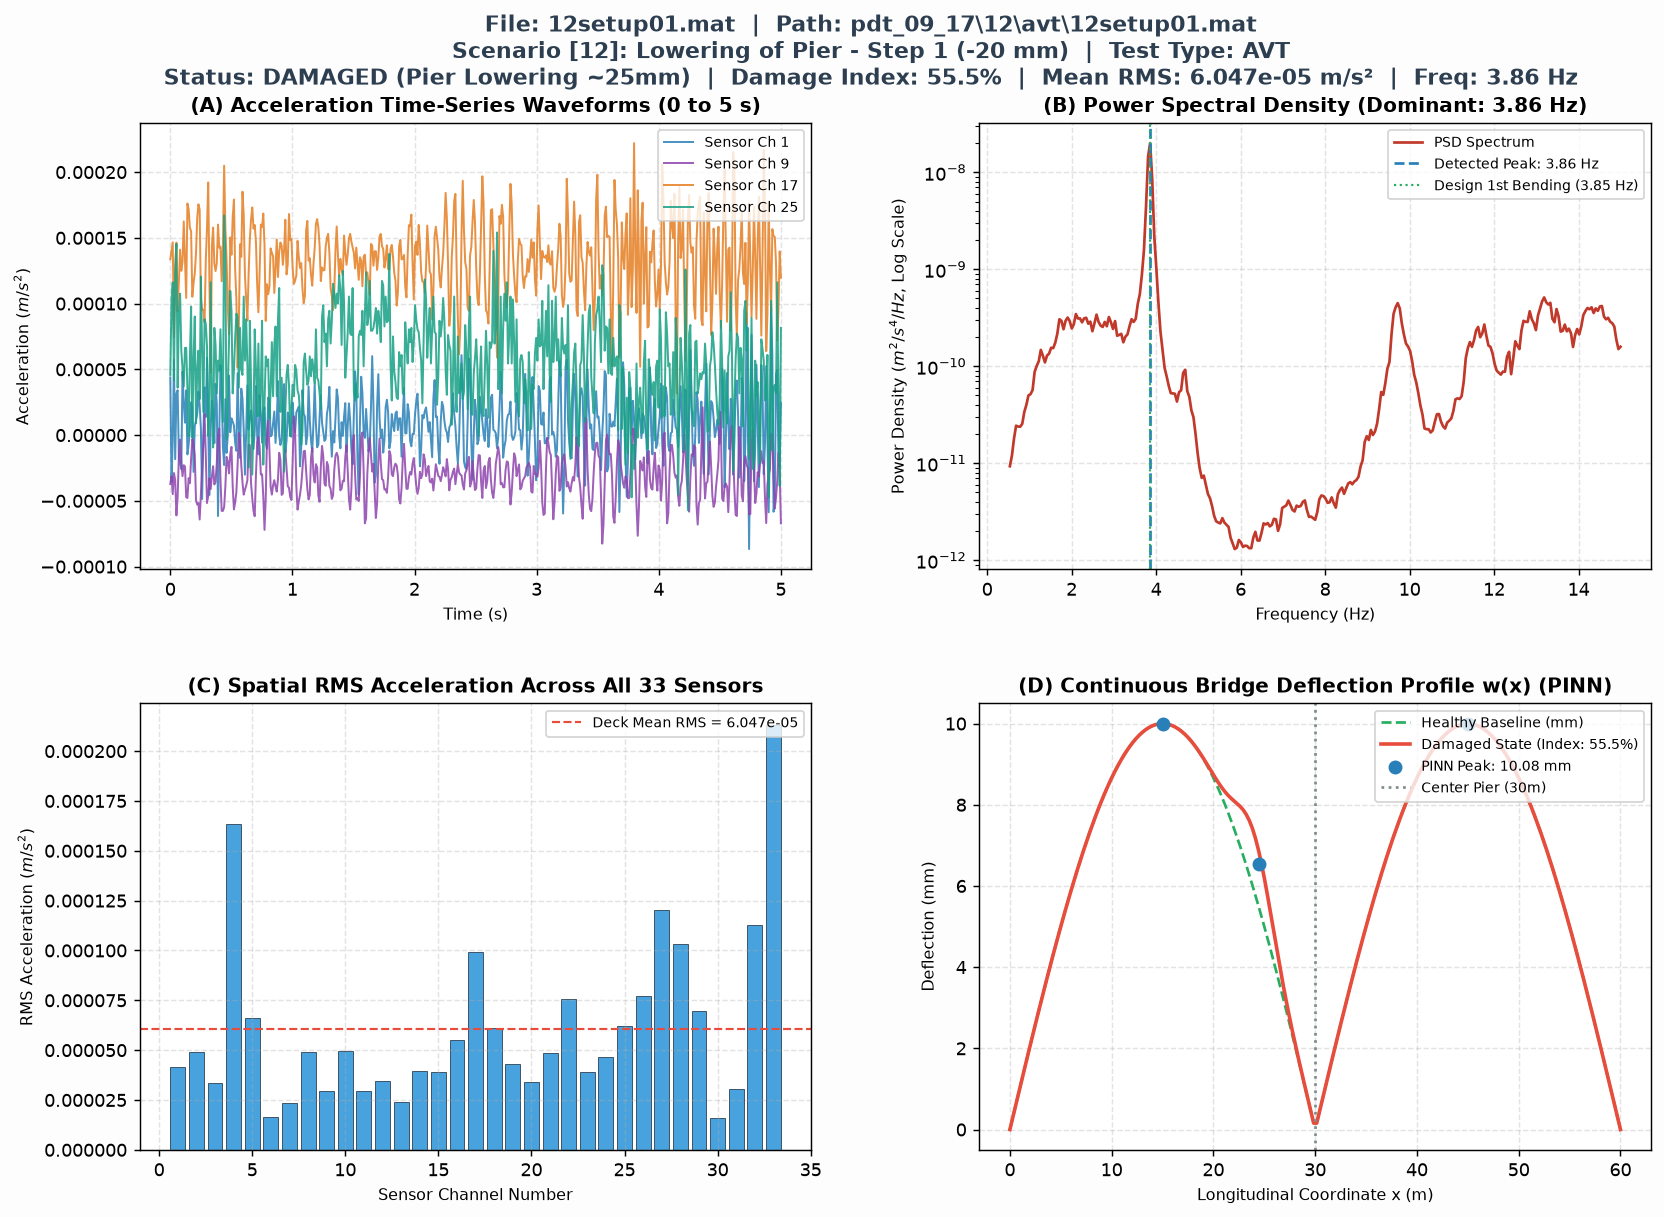 File: 12setup01.mat | Path: pdt_09_17\12\avt\12setup01.mat
Scenario [12]: Lowering of Pier - Step 1 (-20 mm) | Test Type: AVT
Status: DAMAGED (Pier Lowering ~25mm) | Damage Index: 55.5% | Mean RMS: 6.047e-05 m/s² | Freq: 3.86 Hz
(A) Acceleration Time-Series Waveforms (0 to 5 s)
Sensor Ch 1
Sensor Ch 9
Sensor Ch 17
Sensor Ch 25
0.00020
0.00015
0.00010
0.00005
0.00000
−0.00005
−0.00010
Acceleration (m/s²)
0 1 2 3 4 5
Time (s)
(B) Power Spectral Density (Dominant: 3.86 Hz)
PSD Spectrum
Detected Peak: 3.86 Hz
Design 1st Bending (3.85 Hz)
10⁻⁸
10⁻⁹
10⁻¹⁰
10⁻¹¹
10⁻¹²
Power Density (m²/s⁴/Hz, Log Scale)
0 2 4 6 8 10 12 14
Frequency (Hz)
(C) Spatial RMS Acceleration Across All 33 Sensors
Deck Mean RMS = 6.047e-05
0.000200
0.000175
0.000150
0.000125
0.000100
0.000075
0.000050
0.000025
0.000000
RMS Acceleration (m/s²)
0 5 10 15 20 25 30 35
Sensor Channel Number
(D) Continuous Bridge Deflection Profile w(x) (PINN)
Healthy Baseline (mm)
Damaged State (Index: 55.5%)
PINN Peak: 10.08 mm
Center Pier (30m)
10
8
6
4
2
0
Deflection (mm)
0 10 20 30 40 50 60
Longitudinal Coordinate x (m)